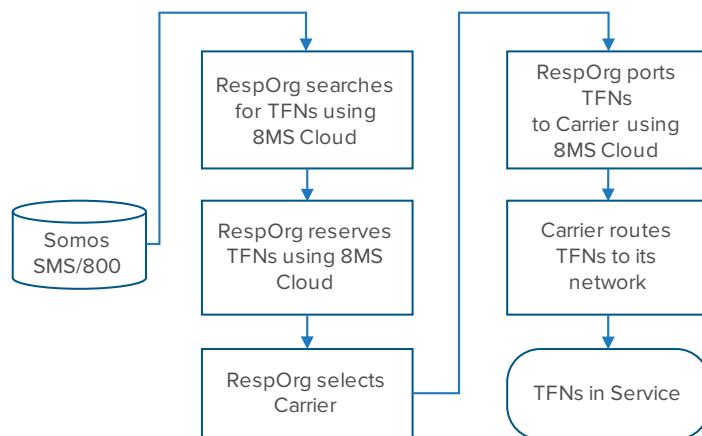 Somos
SMS/800
RespOrg searches
for TFNs using
8MS Cloud
RespOrg reserves
TFNs using 8MS
Cloud
RespOrg selects
Carrier
RespOrg ports
TFNs
to Carrier using
8MS Cloud
Carrier routes
TFNs to its
network
TFNs in Service